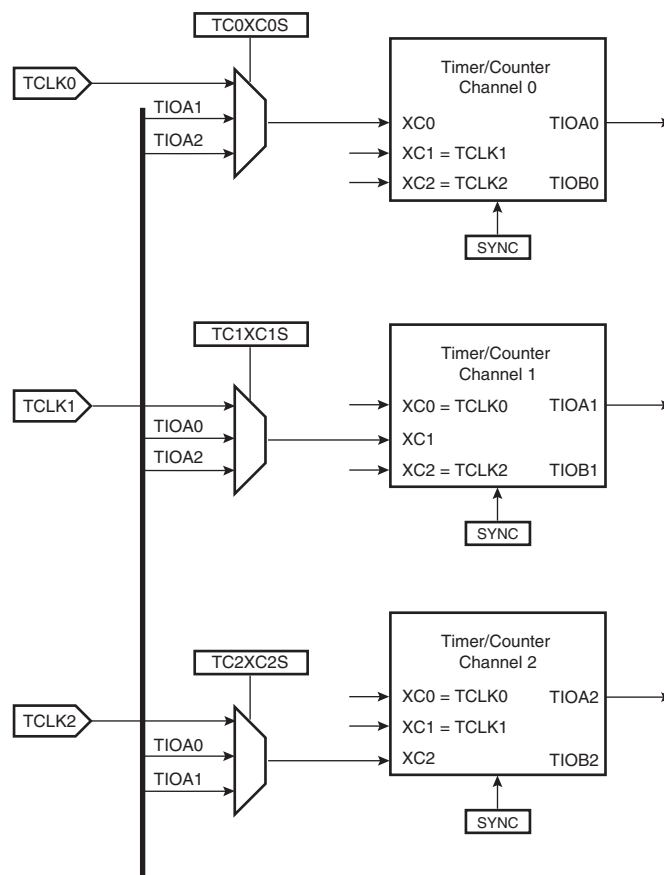 TC0XC0S
TCLK0
TIOA1
TIOA2
Timer/Counter
Channel 0
XC0
TIOA0
XC1 = TCLK1
XC2 = TCLK2
TIOB0
SYNC
TC1XC1S
TCLK1
TIOA0
TIOA2
Timer/Counter
Channel 1
XC0 = TCLK0
TIOA1
XC1
XC2 = TCLK2
TIOB1
SYNC
TC2XC2S
TCLK2
TIOA0
TIOA1
Timer/Counter
Channel 2
XC0 = TCLK0
TIOA2
XC1 = TCLK1
XC2
TIOB2
SYNC